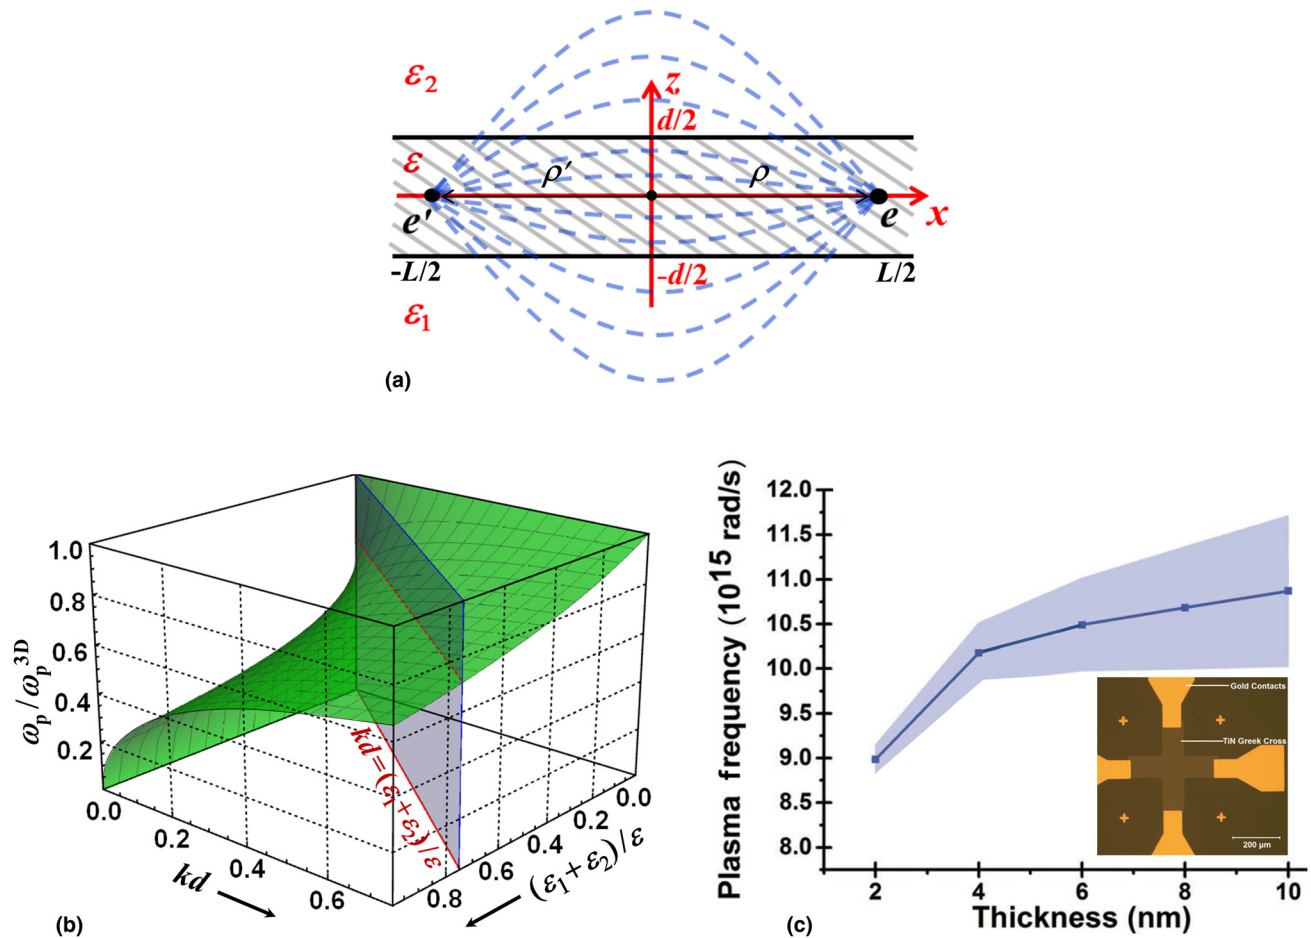 ε₂
z
d/2
ε
ρ′
ρ
e′
e
x
-L/2
-d/2
L/2
ε₁
(a)
ωₚ / ωₚ³ᴰ
1.0
0.8
0.6
0.4
0.2
0.0
0.2
0.4
0.6
kd
kd=(ε₁+ε₂)/ε
0.8
0.6
0.4
0.2
0.0
(ε₁+ε₂)/ε
(b)
Plasma frequency (10¹⁵ rad/s)
12.0
11.5
11.0
10.5
10.0
9.5
9.0
8.5
8.0
2
4
6
8
10
Thickness (nm)
Gold Contacts
TiN Greek Cross
200 µm
(c)